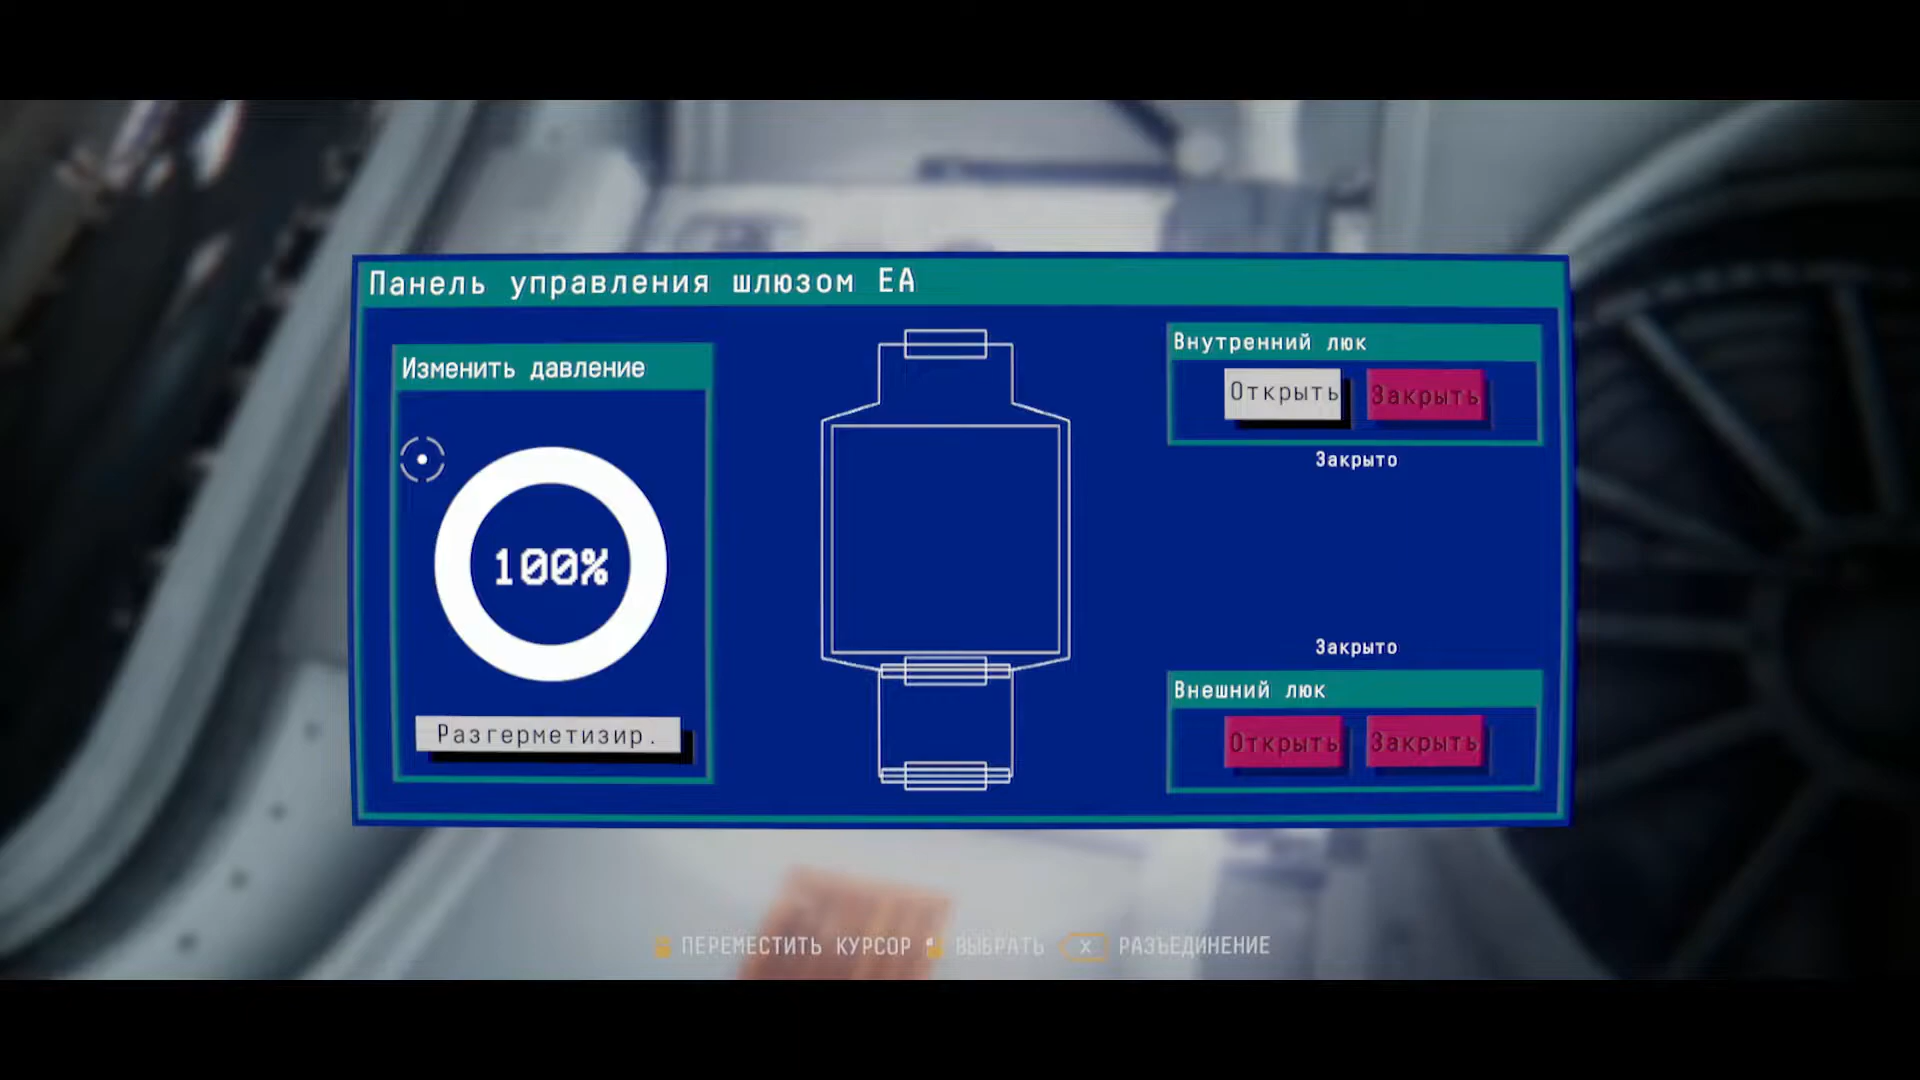 Панель управления шлюзом ЕА
Изменить давление
100%
Разгерметизир.
Внутренний люк
Открыть Закрыть
Закрыто
Закрыто
Внешний люк
Открыть Закрыть
ПЕРЕМЕСТИТЬ КУРСОР ВЫБРАТЬ X РАЗЪЕДИНЕНИЕ